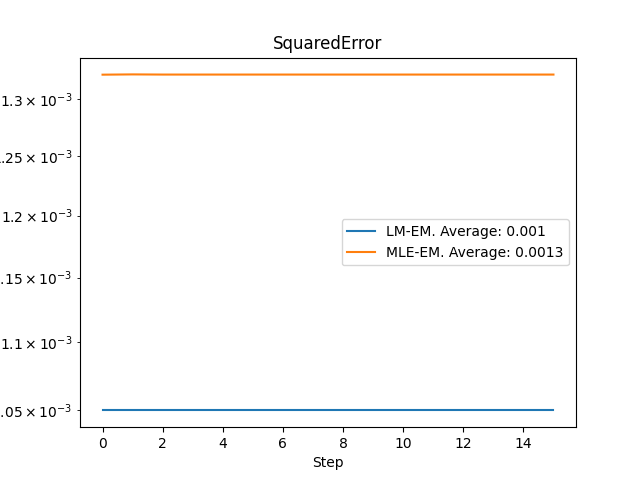 SquaredError
1.3 × 10⁻³
.25 × 10⁻³
1.2 × 10⁻³
.15 × 10⁻³
1.1 × 10⁻³
.05 × 10⁻³
LM-EM. Average: 0.001
MLE-EM. Average: 0.0013
0 2 4 6 8 10 12 14
Step